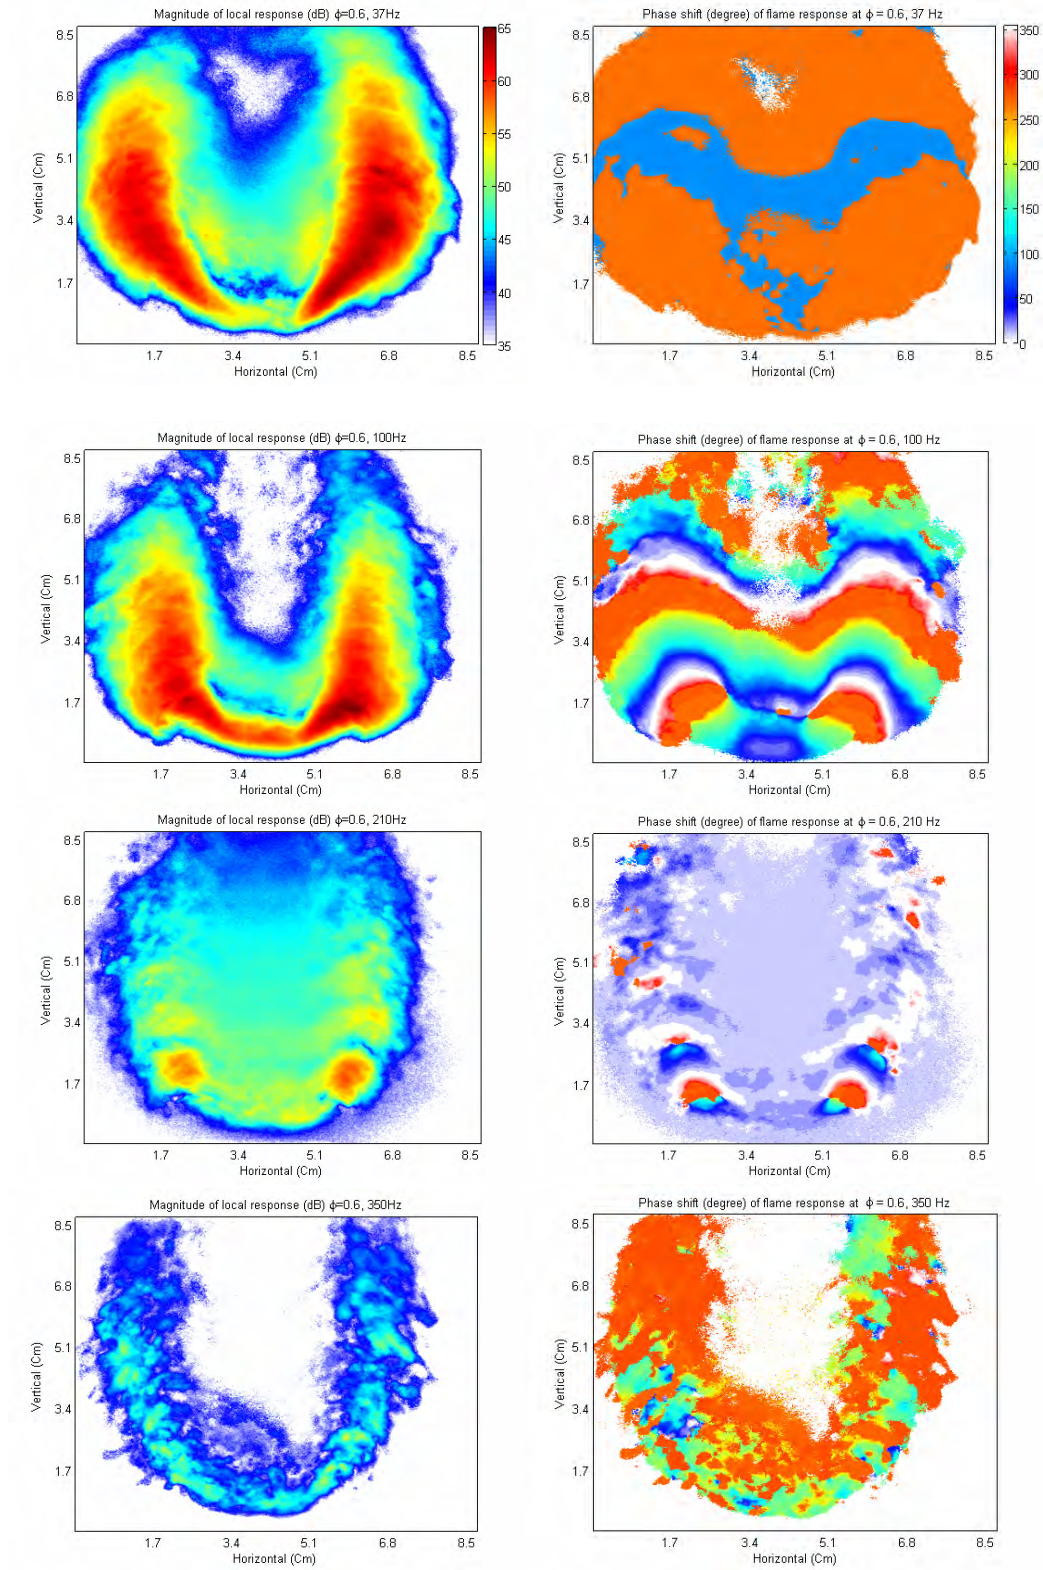 Magnitude of local response (dB) ϕ=0.6, 37Hz
8.5
6.8
5.1
3.4
1.7
Vertical (Cm)
1.7 3.4 5.1 6.8 8.5
Horizontal (Cm)
65
60
55
50
45
40
35
Phase shift (degree) of flame response at ϕ = 0.6, 37 Hz
8.5
6.8
5.1
3.4
1.7
Vertical (Cm)
1.7 3.4 5.1 6.8 8.5
Horizontal (Cm)
350
300
250
200
150
100
50
0
Magnitude of local response (dB) ϕ=0.6, 100Hz
8.5
6.8
5.1
3.4
1.7
Vertical (Cm)
1.7 3.4 5.1 6.8 8.5
Horizontal (Cm)
Phase shift (degree) of flame response at ϕ = 0.6, 100 Hz
8.5
6.8
5.1
3.4
1.7
Vertical (Cm)
1.7 3.4 5.1 6.8 8.5
Horizontal (Cm)
Magnitude of local response (dB) ϕ=0.6, 210Hz
8.5
6.8
5.1
3.4
1.7
Vertical (Cm)
1.7 3.4 5.1 6.8 8.5
Horizontal (Cm)
Phase shift (degree) of flame response at ϕ = 0.6, 210 Hz
8.5
6.8
5.1
3.4
1.7
Vertical (Cm)
1.7 3.4 5.1 6.8 8.5
Horizontal (Cm)
Magnitude of local response (dB) ϕ=0.6, 350Hz
8.5
6.8
5.1
3.4
1.7
Vertical (Cm)
1.7 3.4 5.1 6.8 8.5
Horizontal (Cm)
Phase shift (degree) of flame response at ϕ = 0.6, 350 Hz
8.5
6.8
5.1
3.4
1.7
Vertical (Cm)
1.7 3.4 5.1 6.8 8.5
Horizontal (Cm)